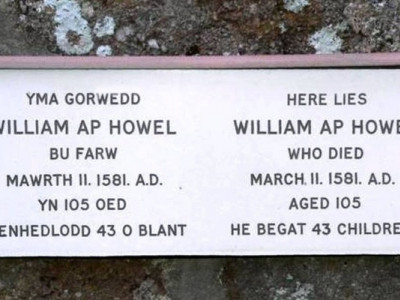 YMA GORWEDD
WILLIAM AP HOWEL
BU FARW
MAWRTH 11. 1581. A.D.
YN 105 OED
ENHEDLODD 43 O BLANT
HERE LIES
WILLIAM AP HOWE
WHO DIED
MARCH. 11. 1581. A.D.
AGED 105
HE BEGAT 43 CHILDRE